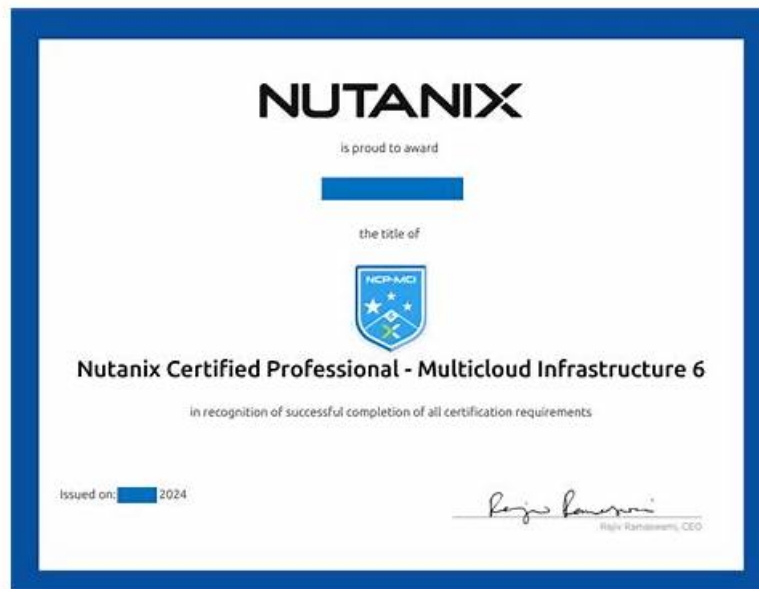 NUTANIX
is proud to award
the title of
NCP-MCI
6
Nutanix Certified Professional - Multicloud Infrastructure 6
in recognition of successful completion of all certification requirements
Issued on: 2024
Rajiv Ramaswami, CEO